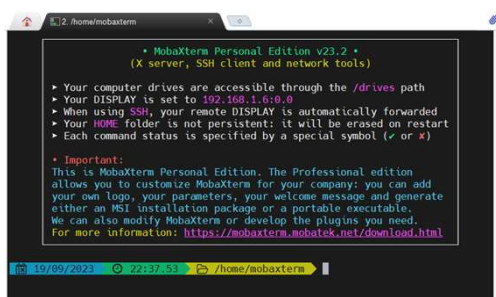 2. /home/mobaxterm
• MobaXterm Personal Edition v23.2 •
(X server, SSH client and network tools)
➤ Your computer drives are accessible through the /drives path
➤ Your DISPLAY is set to 192.168.1.6:0.0
➤ When using SSH, your remote DISPLAY is automatically forwarded
➤ Your HOME folder is not persistent: it will be erased on restart
➤ Each command status is specified by a special symbol (✔ or ✘)
• Important:
This is MobaXterm Personal Edition. The Professional edition
allows you to customize MobaXterm for your company: you can add
your own logo, your parameters, your welcome message and generate
either an MSI installation package or a portable executable.
We can also modify MobaXterm or develop the plugins you need.
For more information: https://mobaxterm.mobatek.net/download.html
19/09/2023 22:37.53 /home/mobaxterm